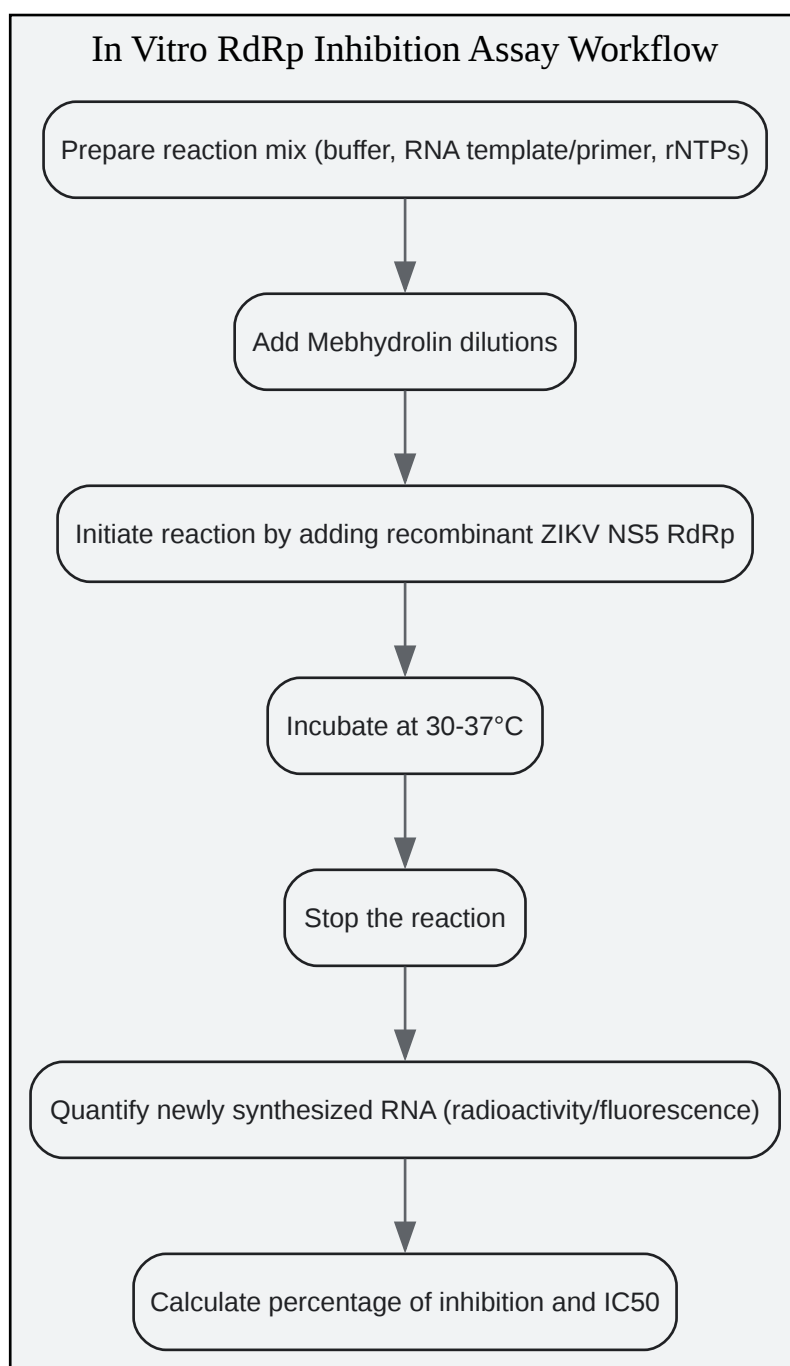 In Vitro RdRp Inhibition Assay Workflow
Prepare reaction mix (buffer, RNA template/primer, rNTPs)
Add Mebhydrolin dilutions
Initiate reaction by adding recombinant ZIKV NS5 RdRp
Incubate at 30-37°C
Stop the reaction
Quantify newly synthesized RNA (radioactivity/fluorescence)
Calculate percentage of inhibition and IC50